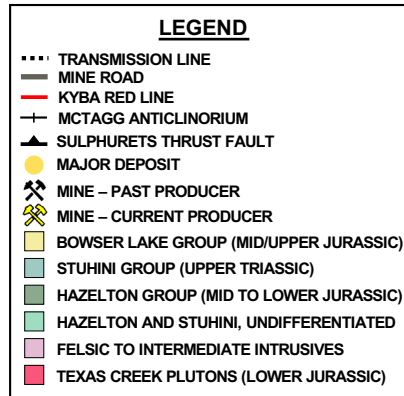 LEGEND
TRANSMISSION LINE
MINE ROAD
KYBA RED LINE
MCTAGG ANTICLINORIUM
SULPHURETS THRUST FAULT
MAJOR DEPOSIT
MINE – PAST PRODUCER
MINE – CURRENT PRODUCER
BOWSER LAKE GROUP (MID/UPPER JURASSIC)
STUHINI GROUP (UPPER TRIASSIC)
HAZELTON GROUP (MID TO LOWER JURASSIC)
HAZELTON AND STUHINI, UNDIFFERENTIATED
FELSIC TO INTERMEDIATE INTRUSIVES
TEXAS CREEK PLUTONS (LOWER JURASSIC)